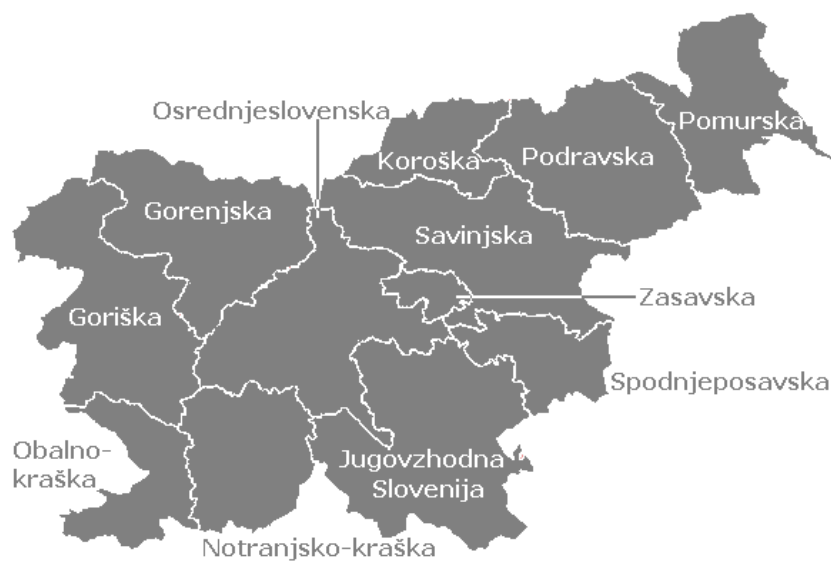 Osrednjeslovenska
Pomurska
Koroška
Podravska
Gorenjska
Savinjska
Zasavska
Goriška
Spodnjeposavska
Obalno-
kraška
Jugovzhodna
Slovenija
Notranjsko-kraška